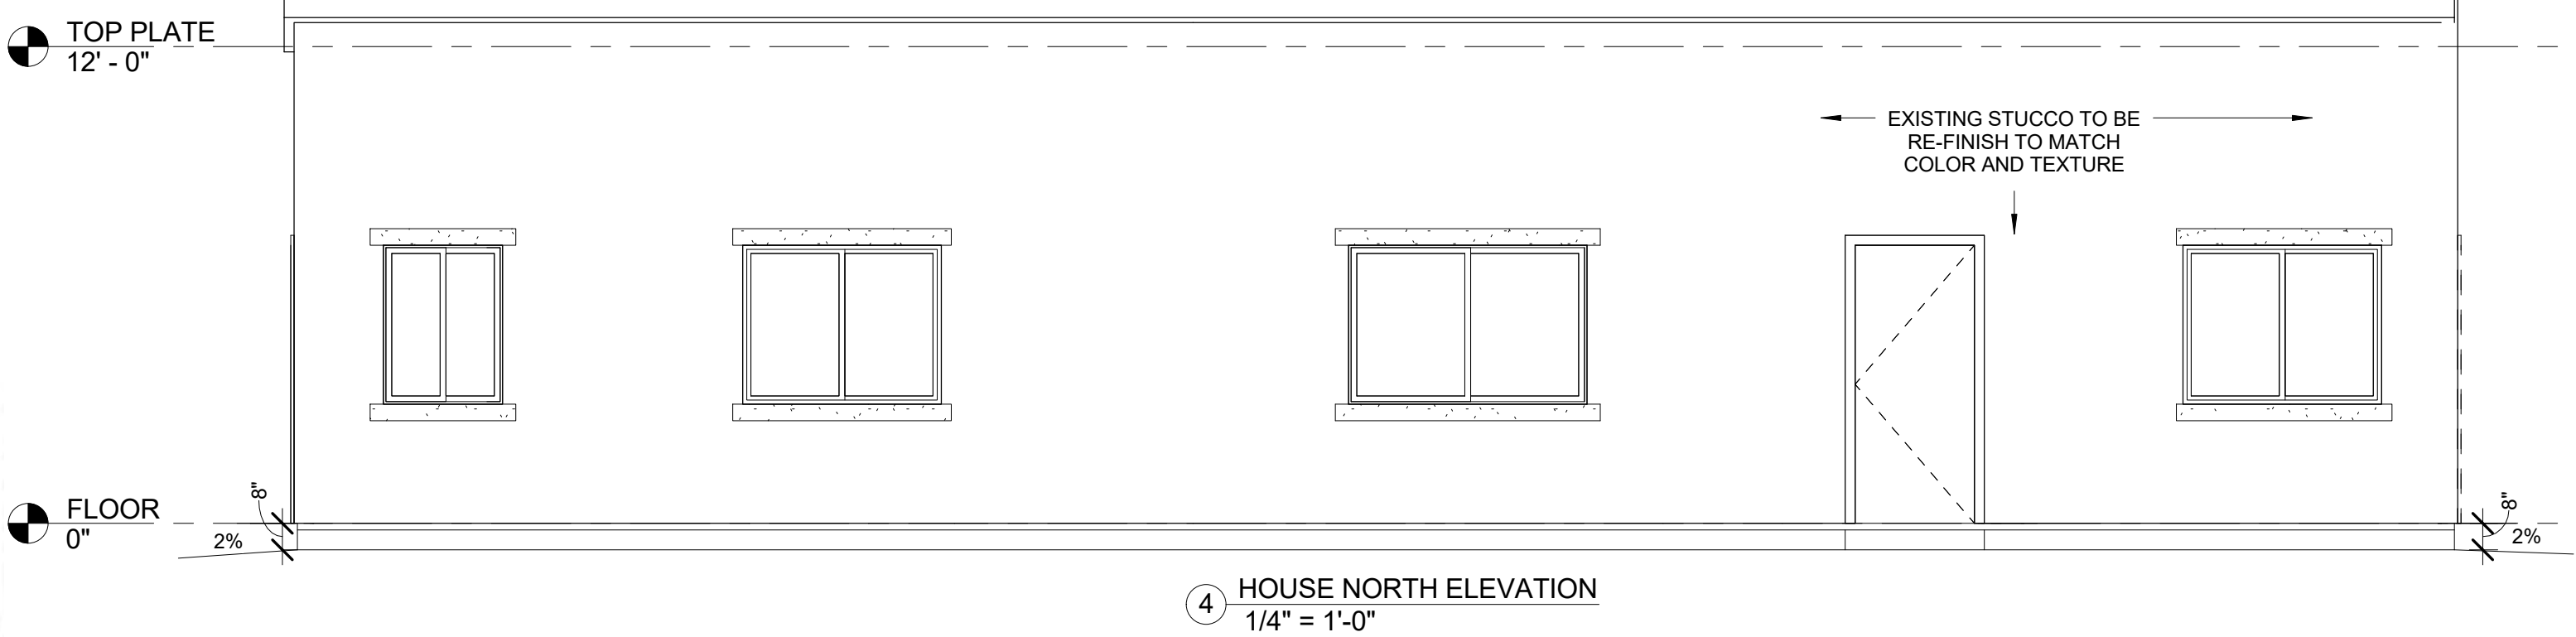 TOP PLATE
12' - 0"
EXISTING STUCCO TO BE
RE-FINISH TO MATCH
COLOR AND TEXTURE
8"
FLOOR
0"
2%
8"
2%
4
HOUSE NORTH ELEVATION
1/4" = 1'-0"